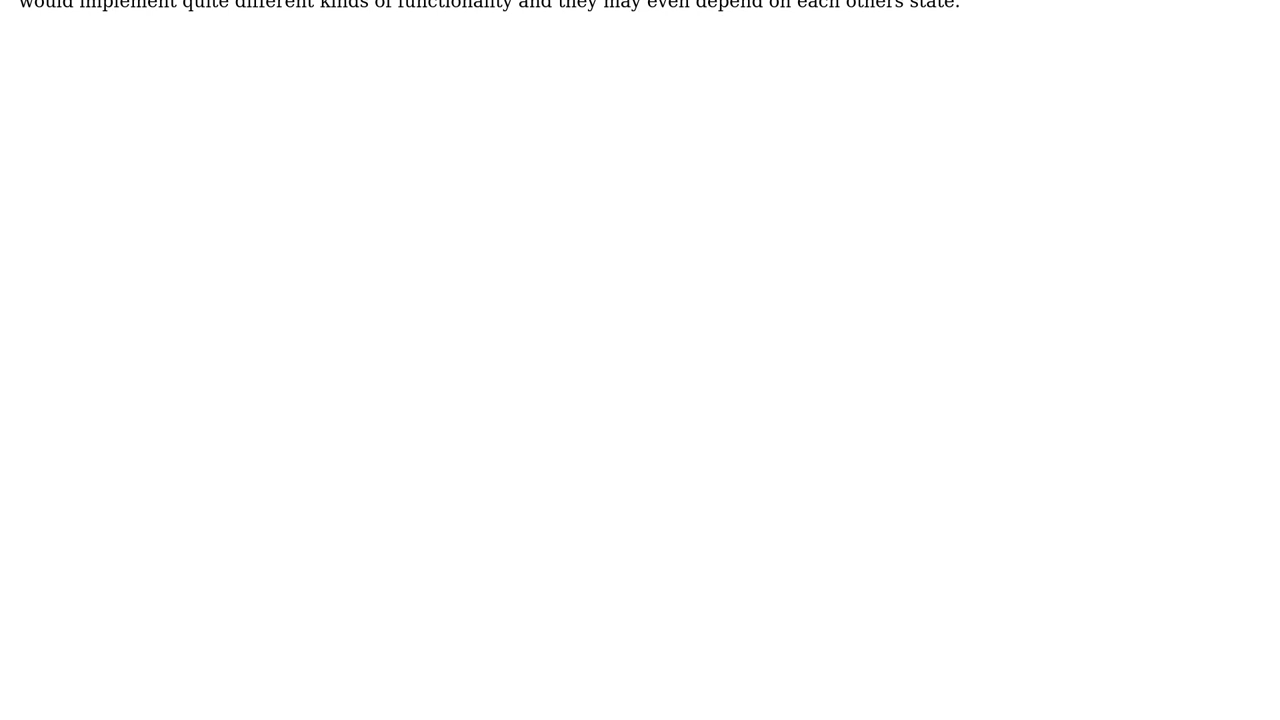 would implement quite different kinds of functionality and they may even depend on each others state.